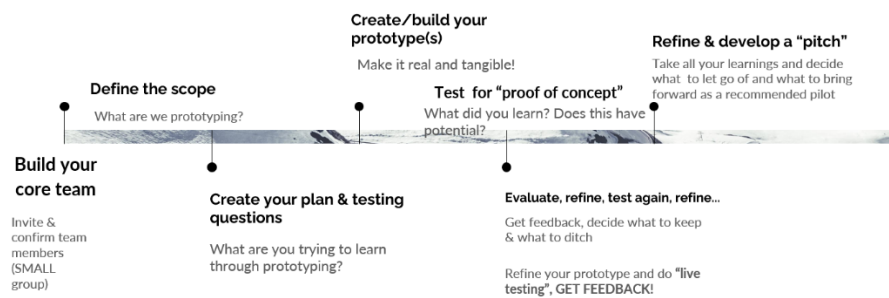 Build your
core team
Invite &
confirm team
members
(SMALL
group)
Define the scope
What are we prototyping?
Create your plan & testing
questions
What are you trying to learn
through prototyping?
Create/build your
prototype(s)
Make it real and tangible!
Test for “proof of concept”
What did you learn? Does this have
potential?
Evaluate, refine, test again, refine...
Get feedback, decide what to keep
& what to ditch
Refine your prototype and do “live
testing”, GET FEEDBACK!
Refine & develop a “pitch”
Take all your learnings and decide
what to let go of and what to bring
forward as a recommended pilot